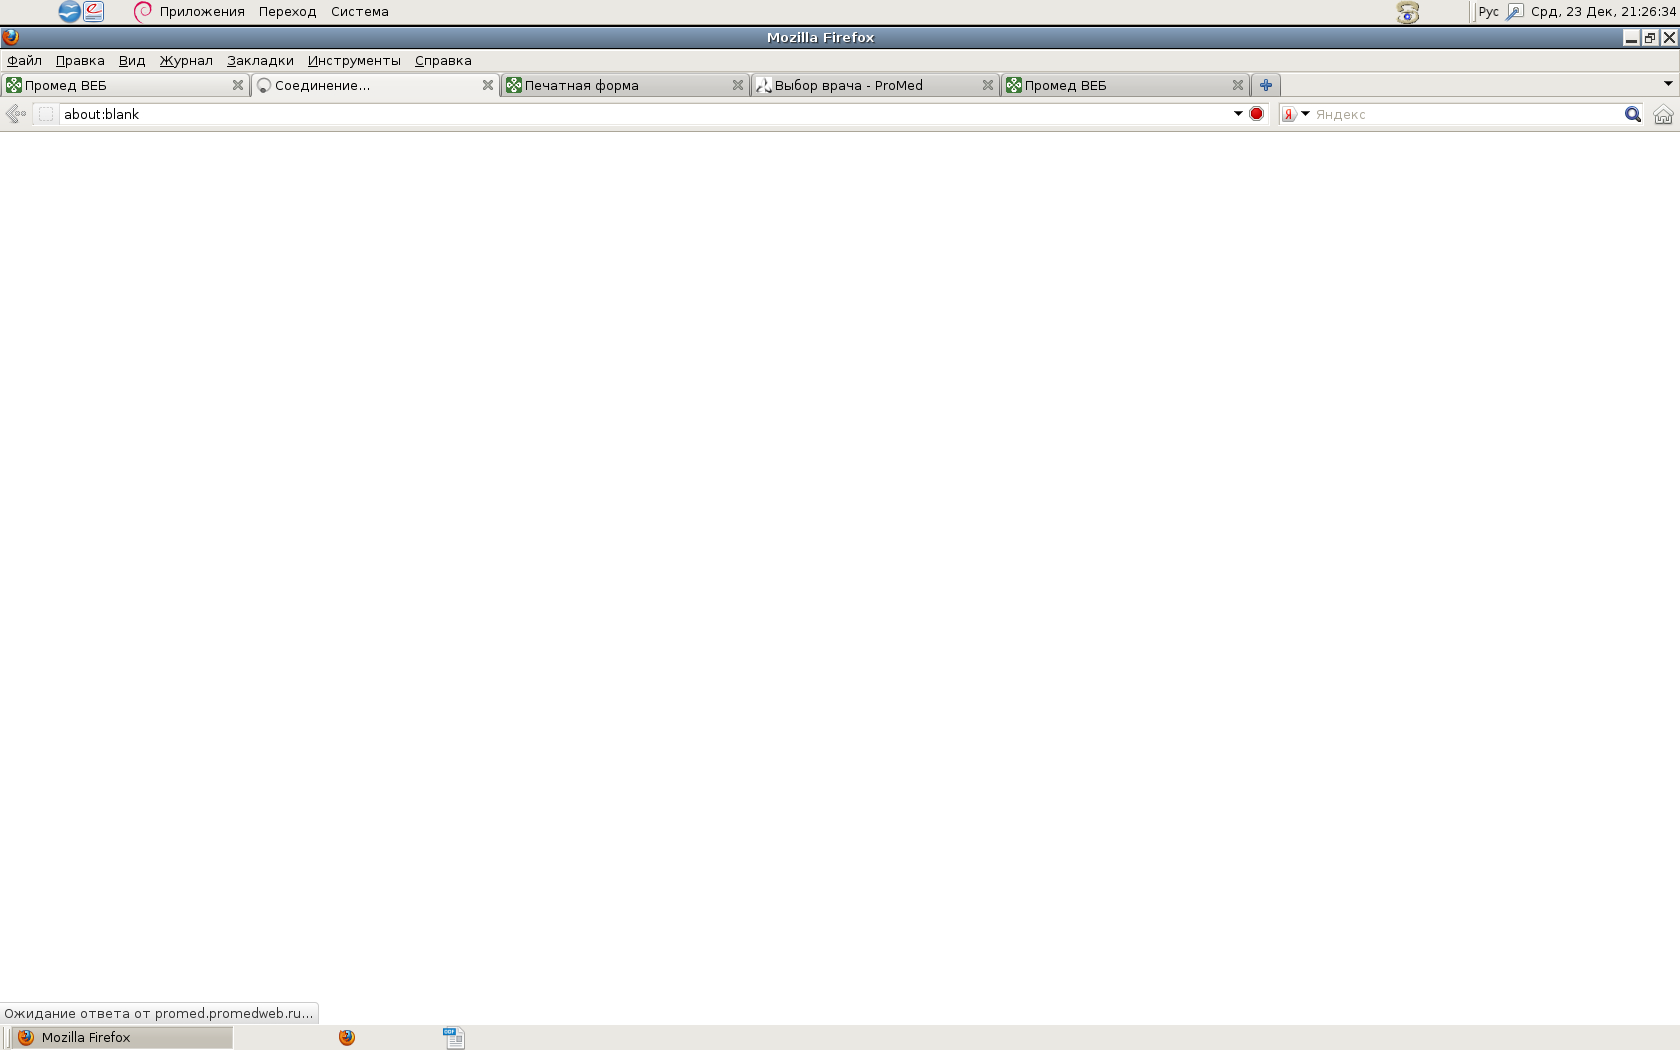 Приложения Переход Система Рус Срд, 23 Дек, 21:26:34
Mozilla Firefox
Файл Правка Вид Журнал Закладки Инструменты Справка
Промед ВЕБ Соединение... Печатная форма Выбор врача - ProMed Промед ВЕБ
about:blank Я Яндекс
Ожидание ответа от promed.promedweb.ru...
Mozilla Firefox ODF